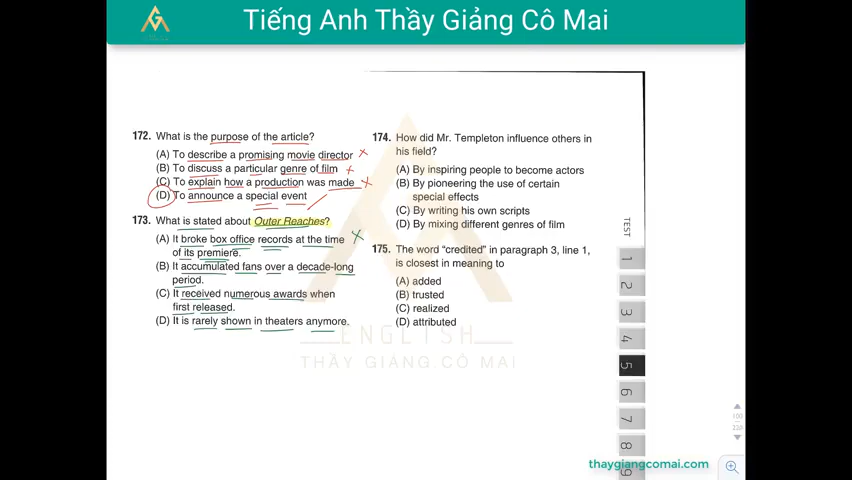 Tiếng Anh Thầy Giảng Cô Mai
172. What is the purpose of the article?
(A) To describe a promising movie director
(B) To discuss a particular genre of film
(C) To explain how a production was made
(D) To announce a special event
173. What is stated about Outer Reaches?
(A) It broke box office records at the time
of its premiere.
(B) It accumulated fans over a decade-long
period.
(C) It received numerous awards when
first released.
(D) It is rarely shown in theaters anymore.
174. How did Mr. Templeton influence others in
his field?
(A) By inspiring people to become actors
(B) By pioneering the use of certain
special effects
(C) By writing his own scripts
(D) By mixing different genres of film
175. The word “credited” in paragraph 3, line 1,
is closest in meaning to
(A) added
(B) trusted
(C) realized
(D) attributed
ENGLISH
THẦY GIẢNG CÔ MAI
TEST
1
2
3
4
5
6
7
8
9
thaygiangcomai.com